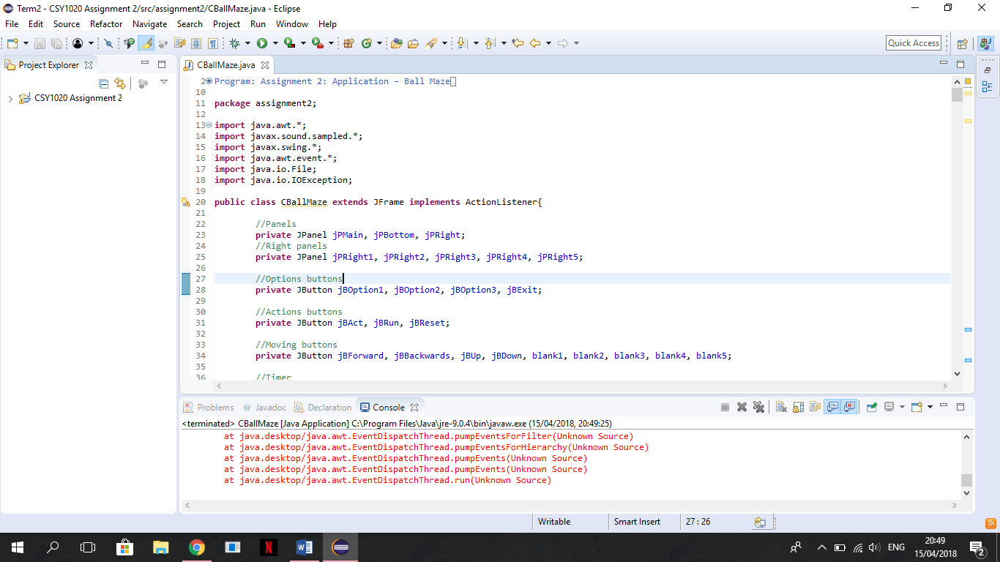 Term2 - CSY1020 Assignment 2/src/assignment2/CBallMaze.java - Eclipse
File Edit Source Refactor Navigate Search Project Run Window Help
Quick Access
Project Explorer
CSY1020 Assignment 2
CBallMaze.java
2 Program: Assignment 2: Application - Ball Maze
10
11 package assignment2;
12
13 import java.awt.*;
14 import javax.sound.sampled.*;
15 import javax.swing.*;
16 import java.awt.event.*;
17 import java.io.File;
18 import java.io.IOException;
19
20 public class CBallMaze extends JFrame implements ActionListener{
21
22 //Panels
23 private JPanel jPMain, jPBottom, jPRight;
24 //Right panels
25 private JPanel jPRight1, jPRight2, jPRight3, jPRight4, jPRight5;
26
27 //Options buttons
28 private JButton jBOption1, jBOption2, jBOption3, jBExit;
29
30 //Actions buttons
31 private JButton jBAct, jBRun, jBReset;
32
33 //Moving buttons
34 private JButton jBForward, jBBackwards, jBUp, jBDown, blank1, blank2, blank3, blank4, blank5;
35
36 //Timer
Problems @ Javadoc Declaration Console
<terminated> CBallMaze [Java Application] C:\Program Files\Java\jre-9.0.4\bin\javaw.exe (15/04/2018, 20:49:25)
at java.desktop/java.awt.EventDispatchThread.pumpEventsForFilter(Unknown Source)
at java.desktop/java.awt.EventDispatchThread.pumpEventsForHierarchy(Unknown Source)
at java.desktop/java.awt.EventDispatchThread.pumpEvents(Unknown Source)
at java.desktop/java.awt.EventDispatchThread.pumpEvents(Unknown Source)
at java.desktop/java.awt.EventDispatchThread.run(Unknown Source)
Writable Smart Insert 27 : 26
ENG
20:49
15/04/2018
2